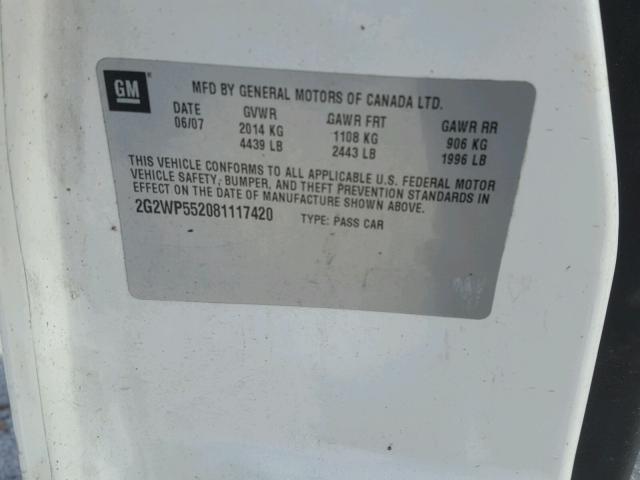 GM ® MFD BY GENERAL MOTORS OF CANADA LTD.
DATE GVWR GAWR FRT GAWR RR
06/07 2014 KG 1108 KG 906 KG
4439 LB 2443 LB 1996 LB
THIS VEHICLE CONFORMS TO ALL APPLICABLE U.S. FEDERAL MOTOR
VEHICLE SAFETY, BUMPER, AND THEFT PREVENTION STANDARDS IN
EFFECT ON THE DATE OF MANUFACTURE SHOWN ABOVE.
2G2WP552081117420 TYPE: PASS CAR